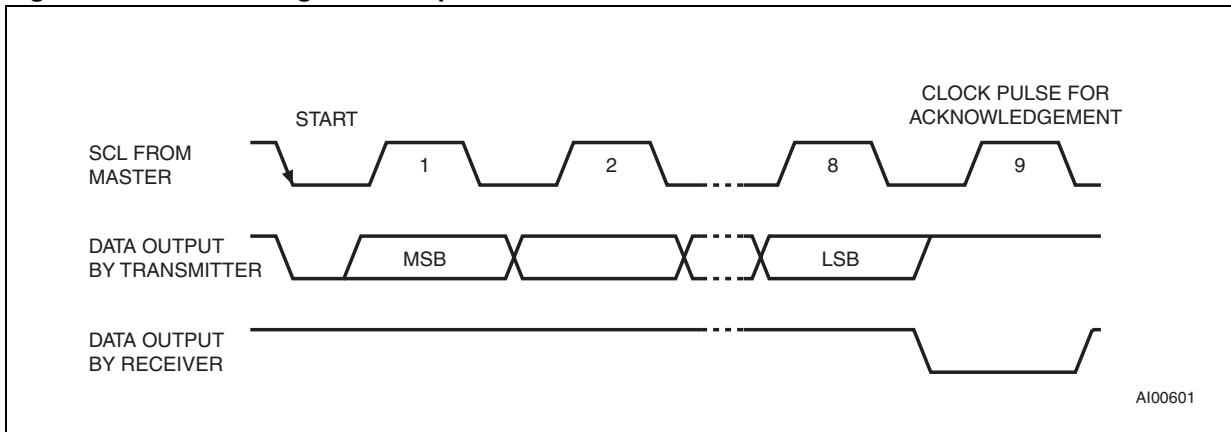 START
CLOCK PULSE FOR
ACKNOWLEDGEMENT
SCL FROM
MASTER
1
2
8
9
DATA OUTPUT
BY TRANSMITTER
MSB
LSB
DATA OUTPUT
BY RECEIVER
AI00601